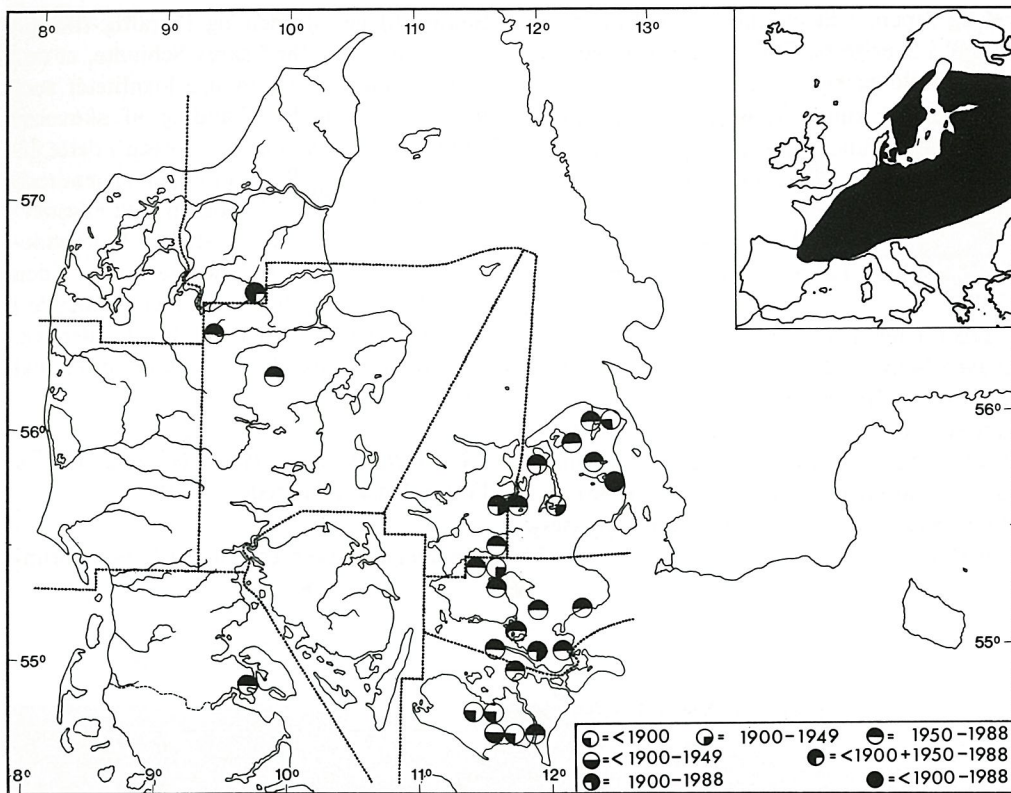 8° 9° 10° 11° 12° 13°
57° 57°
56° 56°
55° 55°
8° 9° 10° 11° 12°
= <1900 = 1900-1949 = 1950-1988
= <1900-1949 = <1900+1950-1988
= 1900-1988 = <1900-1988